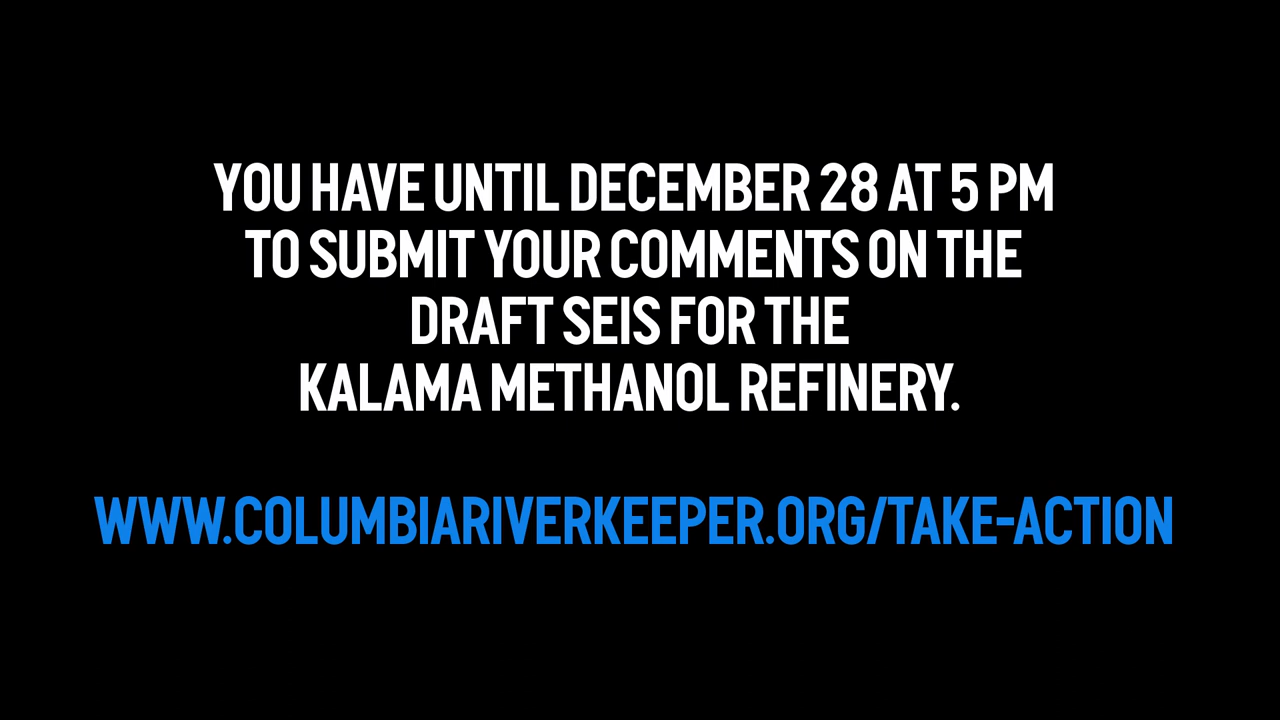 YOU HAVE UNTIL DECEMBER 28 AT 5 PM
TO SUBMIT YOUR COMMENTS ON THE
DRAFT SEIS FOR THE
KALAMA METHANOL REFINERY.
WWW.COLUMBIARIVERKEEPER.ORG/TAKE-ACTION